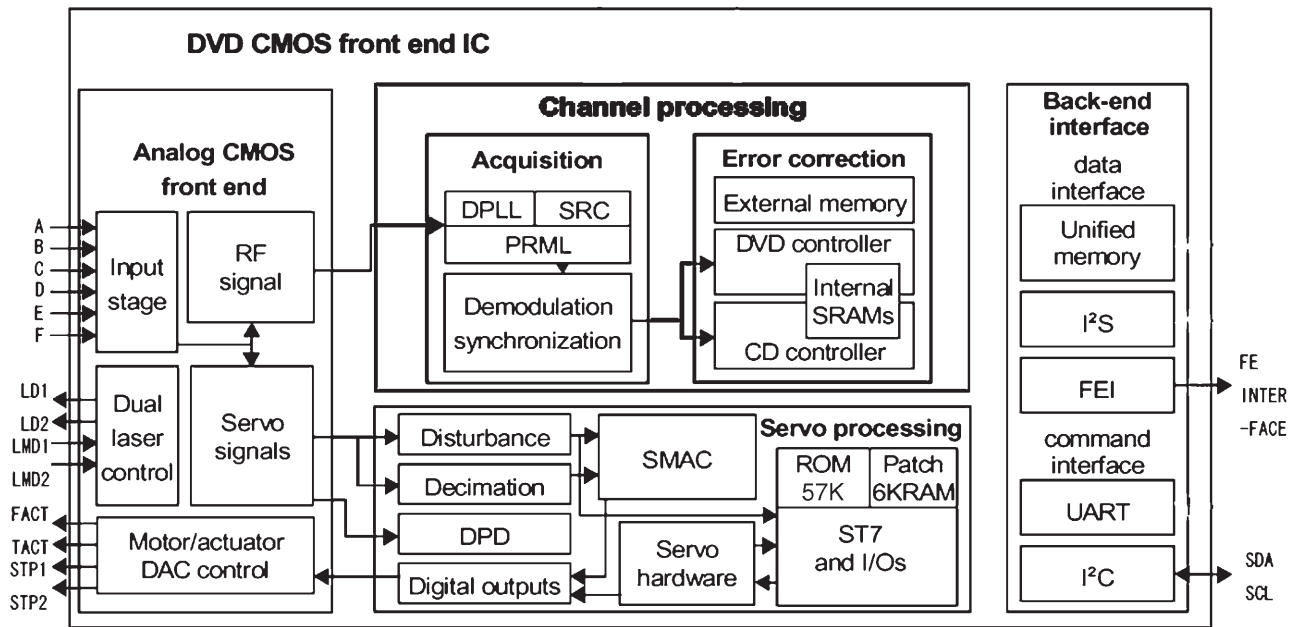 DVD CMOS front end IC
Analog CMOS
front end
A
B
C
D
E
F
Input
stage
RF
signal
LD1
LD2
LMD1
LMD2
Dual
laser
control
Servo
signals
FACT
TACT
STP1
STP2
Motor/actuator
DAC control
Channel processing
Acquisition
DPLL
SRC
PRML
Demodulation
synchronization
Error correction
External memory
DVD controller
Internal
SRAMs
CD controller
Servo processing
Disturbance
Decimation
DPD
Digital outputs
SMAC
Servo
hardware
ROM
57K
Patch
6KRAM
ST7
and I/Os
Back-end
interface
data
interface
Unified
memory
I²S
FEI
command
interface
UART
I²C
FE
INTER
-FACE
SDA
SCL